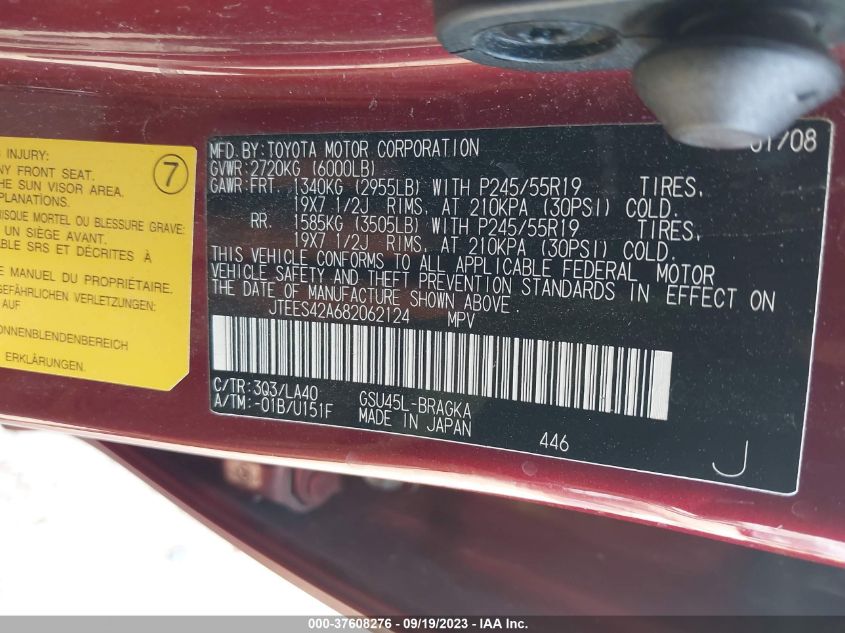 S INJURY:
NY FRONT SEAT.
THE SUN VISOR AREA.
XPLANATIONS.
RISQUE MORTEL OU BLESSURE GRAVE:
UN SIÈGE AVANT.
ABLE SRS ET DÉCRITES À
E MANUEL DU PROPRIÉTAIRE.
GEFÄHRLICHEN VERLETZUNGEN:
AUF
ONNENBLENDENBEREICH
ERKLÄRUNGEN.
7
MFD. BY: TOYOTA MOTOR CORPORATION 01/08
GVWR: 2720KG (6000LB)
GAWR: FRT 1340KG (2955LB) WITH P245/55R19 TIRES,
19X7 1/2J RIMS, AT 210KPA (30PSI) COLD.
RR. 1585KG (3505LB) WITH P245/55R19 TIRES,
19X7 1/2J RIMS, AT 210KPA (30PSI) COLD.
THIS VEHICLE CONFORMS TO ALL APPLICABLE FEDERAL MOTOR
VEHICLE SAFETY AND THEFT PREVENTION STANDARDS IN EFFECT ON
THE DATE OF MANUFACTURE SHOWN ABOVE.
JTEES42A682062124 MPV
C/TR: 3Q3/LA40 GSU45L-BRAGKA
A/TM: -01B/U151F MADE IN JAPAN
446
J
000-37608276 - 09/19/2023 - IAA Inc.